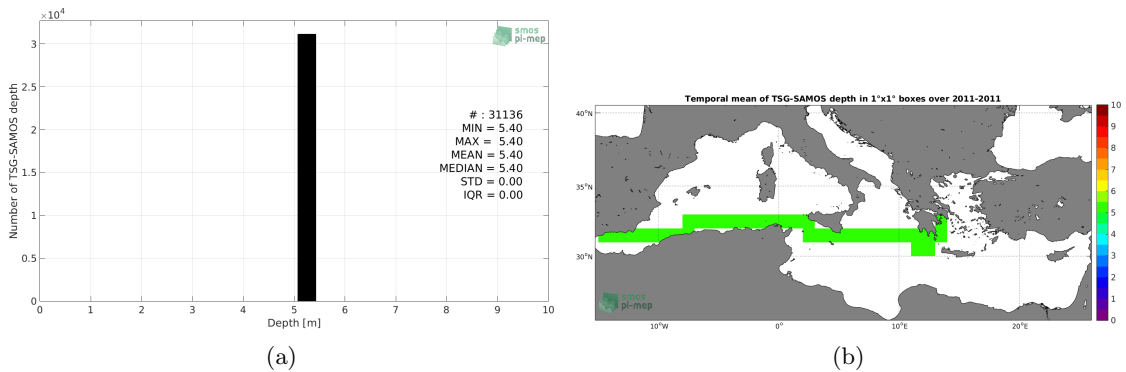 ×10⁴
smos
pi-mep
3
2.5
2
1.5
1
0.5
0
Number of TSG-SAMOS depth
# : 31136
MIN = 5.40
MAX = 5.40
MEAN = 5.40
MEDIAN = 5.40
STD = 0.00
IQR = 0.00
0 1 2 3 4 5 6 7 8 9 10
Depth [m]
(a)
Temporal mean of TSG-SAMOS depth in 1°x1° boxes over 2011-2011
40°N
35°N
30°N
smos
pi-mep
10°W 0° 10°E 20°E
10
9
8
7
6
5
4
3
2
1
0
(b)